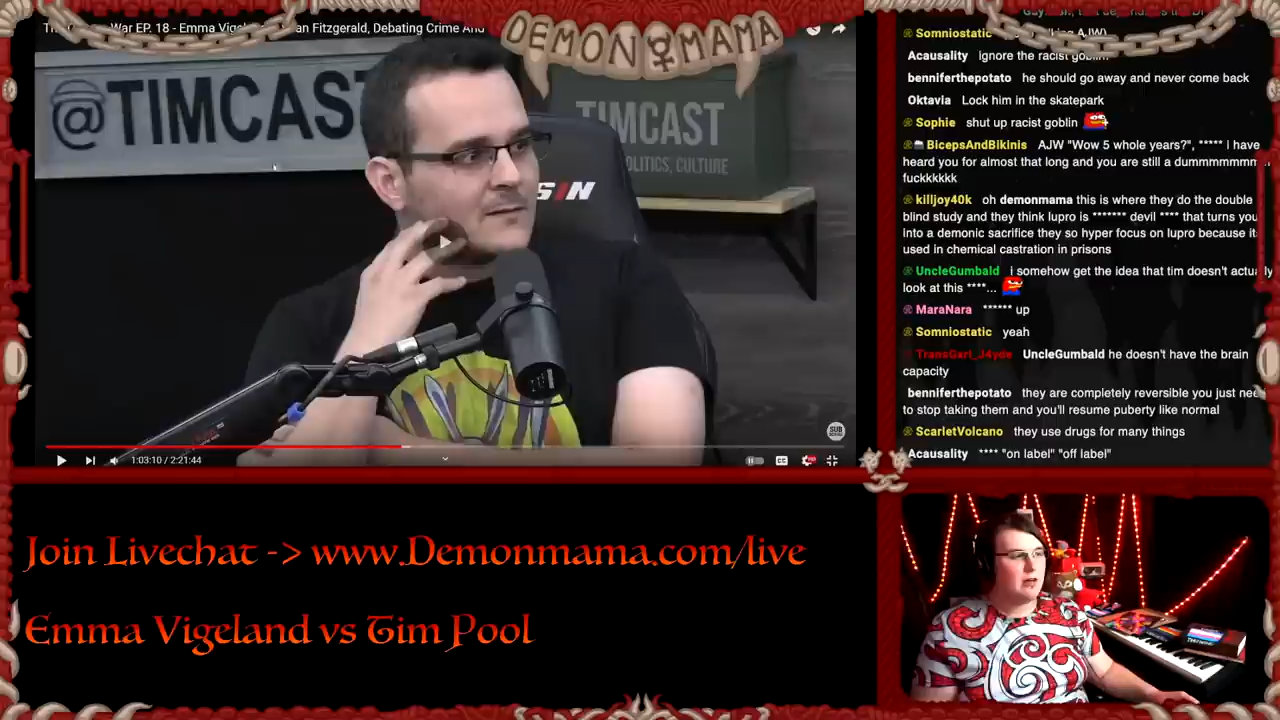 War EP. 18 - Emma
an Fitzgerald, Debating Crime And
DEMON MAMA
@TIMCAST
TIMCAST
POLITICS, CULTURE
SUB
1:03:10 / 2:21:44
CC
Somniostatic
Acausality ignore the racist
benniferthepotato he should go away and never come back
Oktavia Lock him in the skatepark
Sophie shut up racist goblin
BicepsAndBikinis AJW "Wow 5 whole years?", ***** i have
heard you for almost that long and you are still a dummmmmmm
fuckkkkkk
killjoy40k oh demonmama this is where they do the double
blind study and they think lupro is ******* devil **** that turns you
into a demonic sacrifice they so hyper focus on lupro because it
used in chemical castration in prisons
UncleGumbald i somehow get the idea that tim doesn't actually
look at this ****...
MaraNara ****** up
Somniostatic yeah
TransGxrl_J4yde UncleGumbald he doesn't have the brain
capacity
benniferthepotato they are completely reversible you just nee
to stop taking them and you'll resume puberty like normal
ScarletVolcano they use drugs for many things
Acausality **** "on label" "off label"
Join Livechat -> www.Demonmama.com/live
Emma Vigeland vs Tim Pool